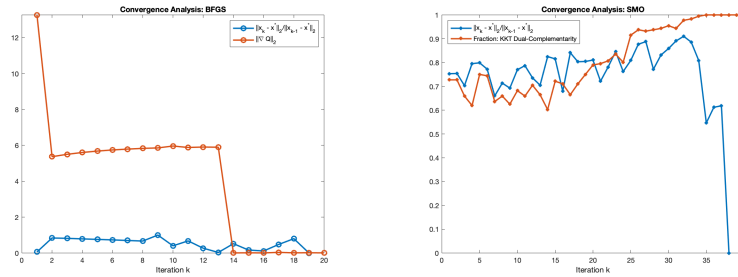 Convergence Analysis: BFGS
||x_k - x^*||_2/||x_{k-1} - x^*||_2
||∇ Q||_2
12
10
8
6
4
2
0
0 2 4 6 8 10 12 14 16 18 20
Iteration k
Convergence Analysis: SMO
||x_k - x^*||_2/||x_{k-1} - x^*||_2
Fraction: KKT Dual-Complementarity
1
0.9
0.8
0.7
0.6
0.5
0.4
0.3
0.2
0.1
0
0 5 10 15 20 25 30 35
Iteration k